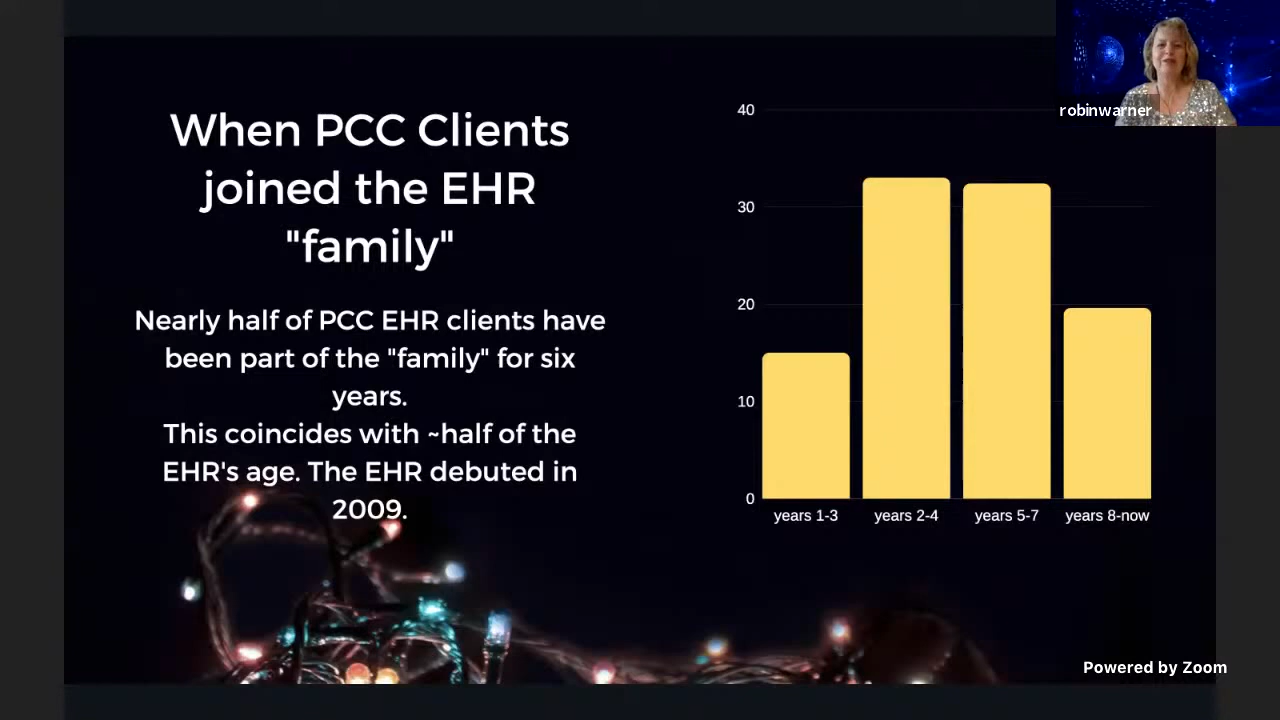 robinwarner
When PCC Clients
joined the EHR
"family"
Nearly half of PCC EHR clients have
been part of the "family" for six
years.
This coincides with ~half of the
EHR's age. The EHR debuted in
2009.
40
30
20
10
0
years 1-3 years 2-4 years 5-7 years 8-now
Powered by Zoom